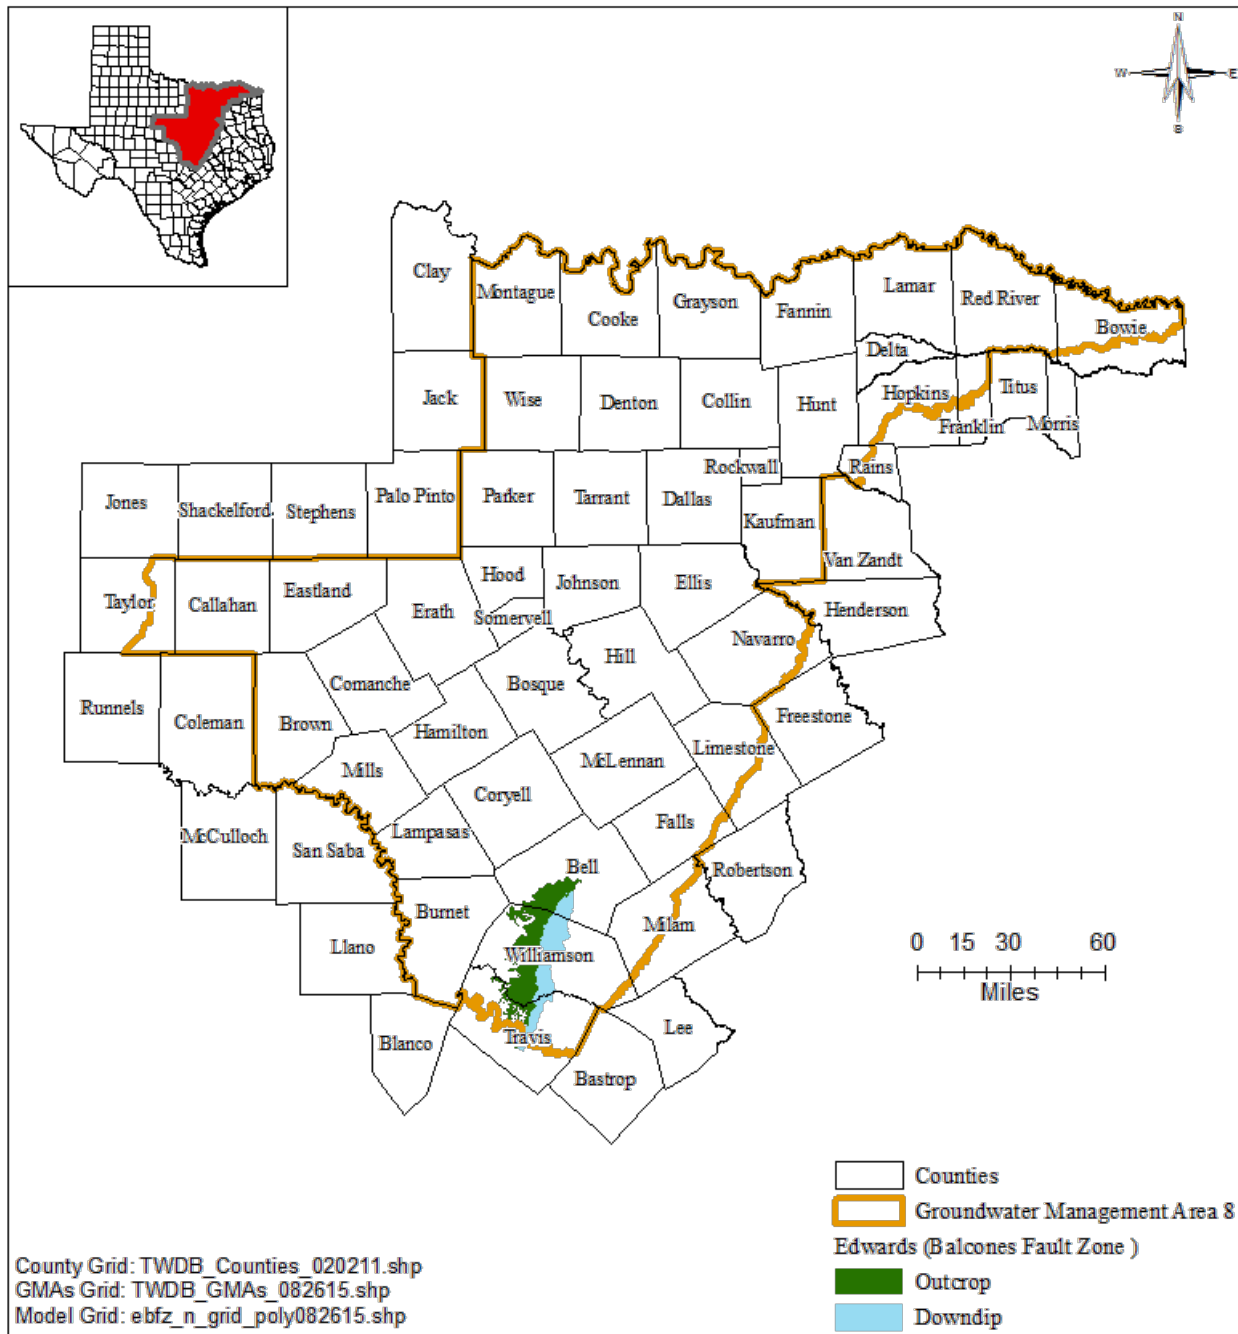 N
W E
S
Clay
Montague
Cooke
Grayson
Fannin
Lamar
Red River
Bowie
Delta
Jack
Wise
Denton
Collin
Hunt
Hopkins
Titus
Franklin
Morris
Rockwall
Rains
Jones
Shackelford
Stephens
Palo Pinto
Parker
Tarrant
Dallas
Kaufman
Van Zandt
Taylor
Callahan
Eastland
Erath
Hood
Johnson
Ellis
Somervell
Henderson
Navarro
Comanche
Bosque
Hill
Runnels
Coleman
Brown
Hamilton
Freestone
Limestone
McLennan
Mills
Coryell
McCulloch
San Saba
Lampasas
Falls
Bell
Robertson
Burnet
Milam
Llano
Williamson
Travis
Lee
Blanco
Bastrop
0 15 30 60
Miles
Counties
Groundwater Management Area 8
Edwards (Balcones Fault Zone )
Outcrop
Downdip
County Grid: TWDB_Counties_020211.shp
GMAs Grid: TWDB_GMAs_082615.shp
Model Grid: ebfz_n_grid_poly082615.shp